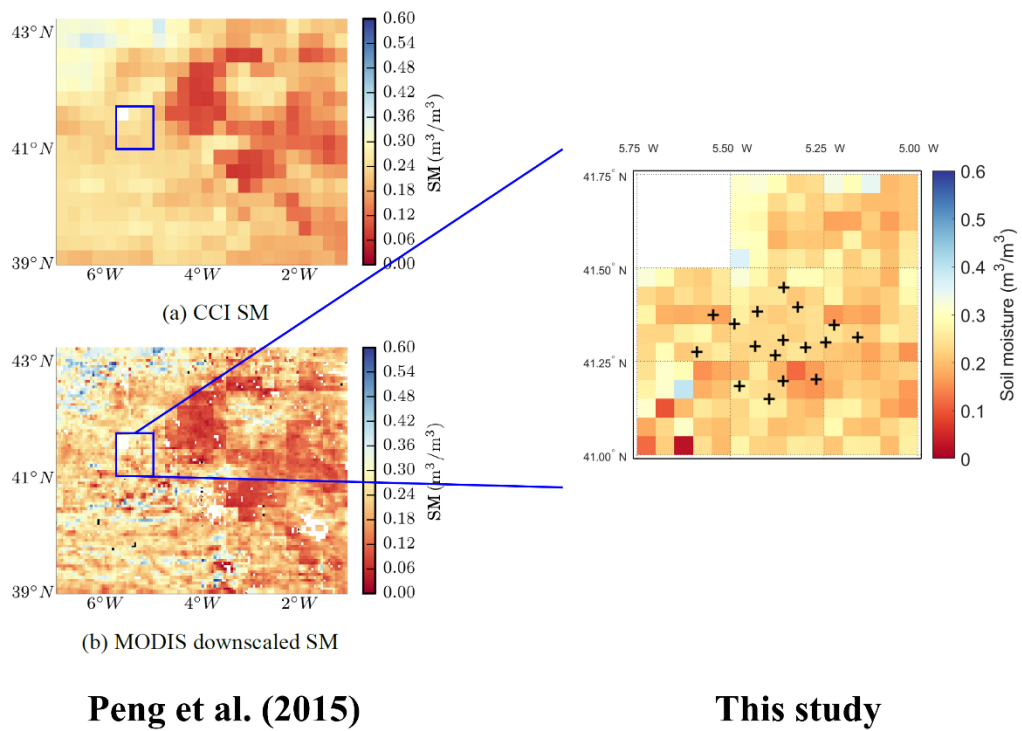 43°N
41°N
39°N
6°W 4°W 2°W
0.60
0.54
0.48
0.42
0.36
0.30
0.24
0.18
0.12
0.06
0.00
SM (m³/m³)
(a) CCI SM
43°N
41°N
39°N
6°W 4°W 2°W
0.60
0.54
0.48
0.42
0.36
0.30
0.24
0.18
0.12
0.06
0.00
SM (m³/m³)
(b) MODIS downscaled SM
Peng et al. (2015)
5.75 W 5.50 W 5.25 W 5.00 W
41.75° N
41.50° N
41.25° N
41.00° N
0.6
0.5
0.4
0.3
0.2
0.1
0
Soil moisture (m³/m³)
This study